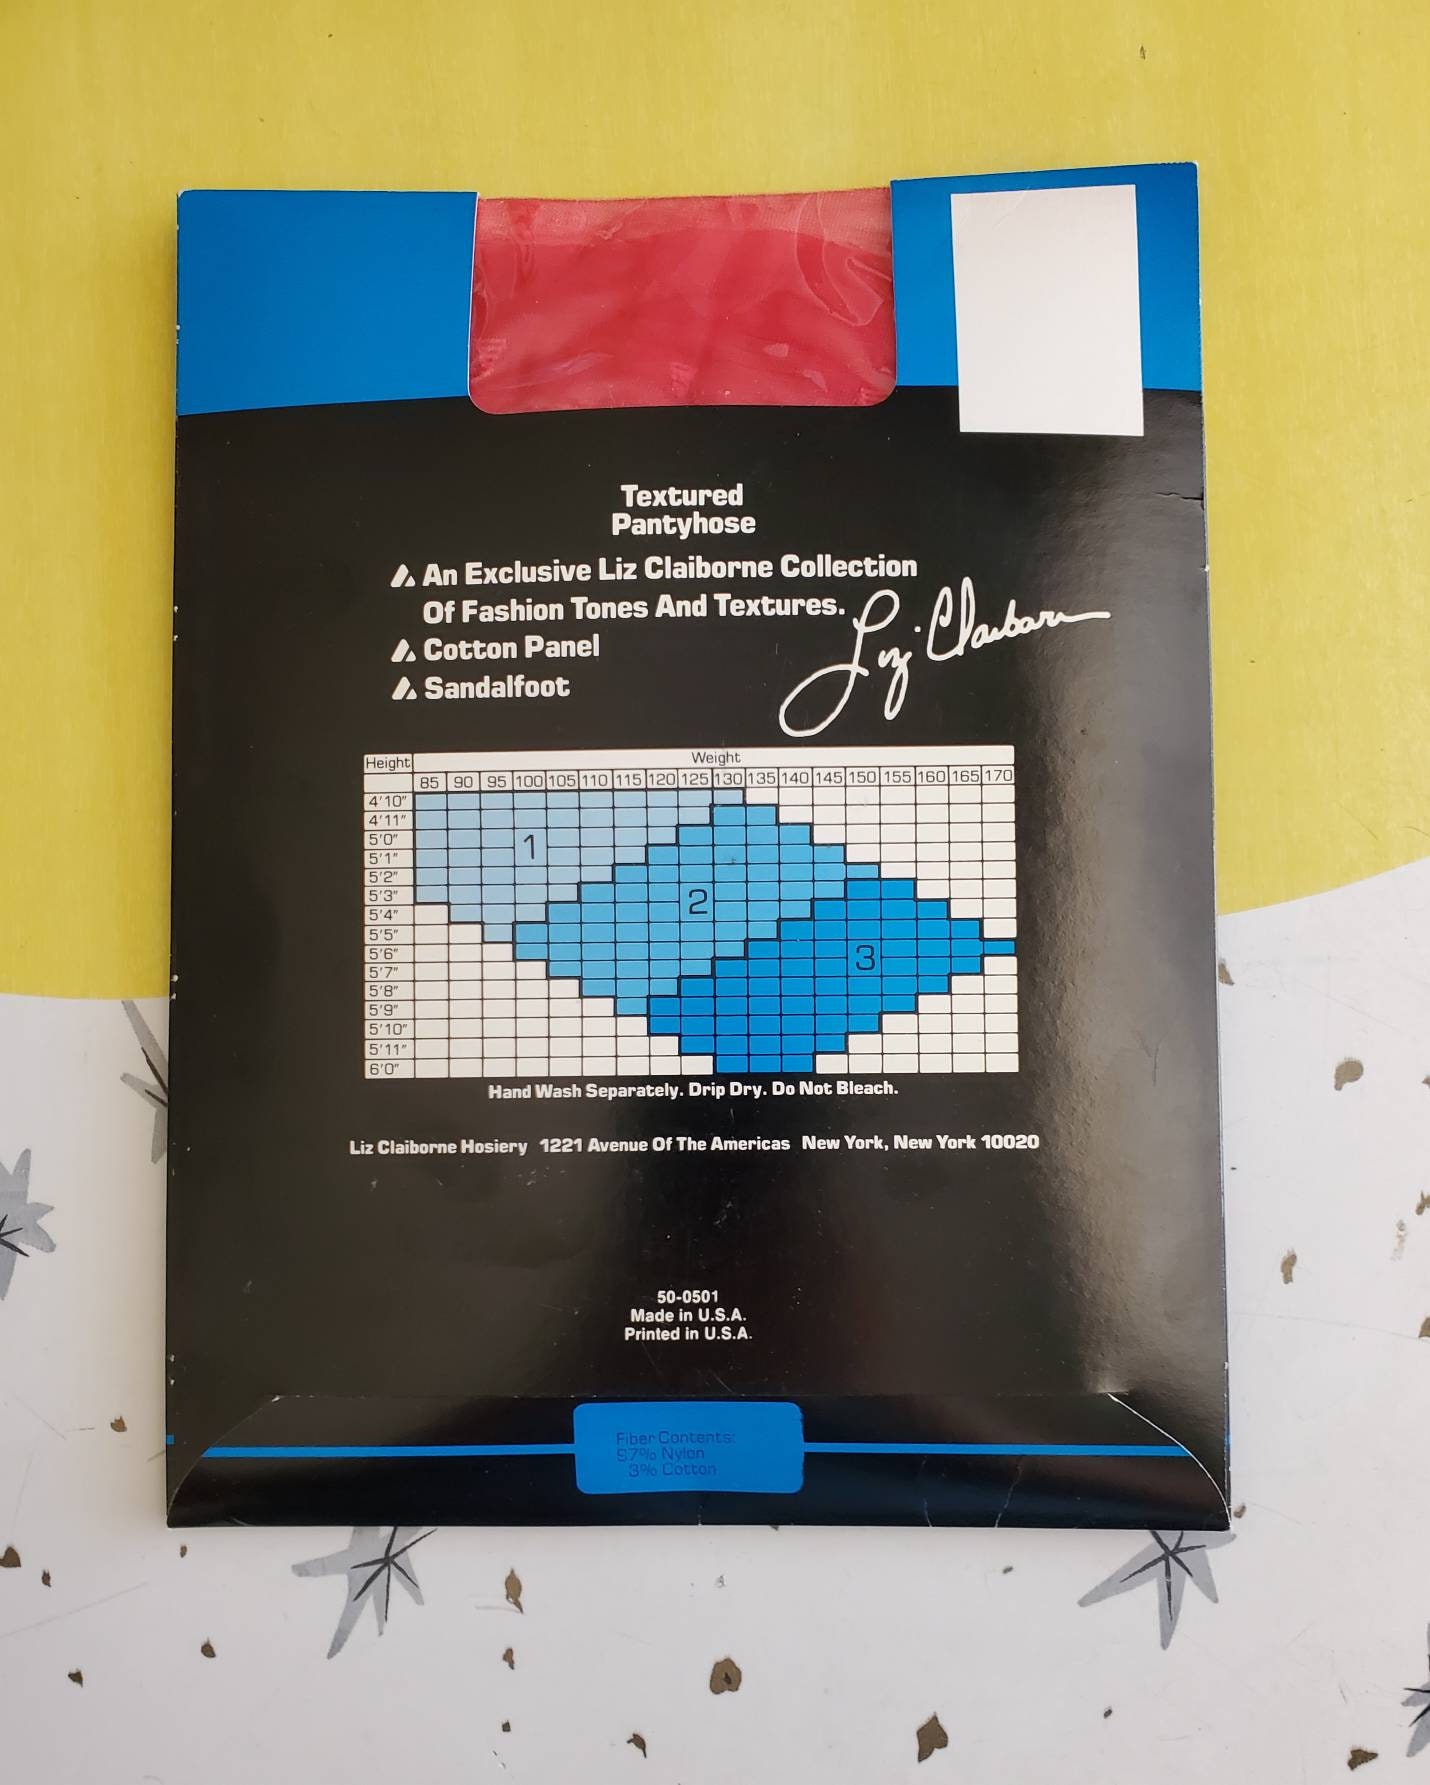 Textured
Pantyhose
An Exclusive Liz Claiborne Collection
Of Fashion Tones And Textures.
Cotton Panel
Sandalfoot
Liz Claiborne
Height Weight
85 90 95 100 105 110 115 120 125 130 135 140 145 150 155 160 165 170
4'10"
4'11"
5'0"
1
5'1"
5'2"
5'3"
2
5'4"
5'5"
5'6"
3
5'7"
5'8"
5'9"
5'10"
5'11"
6'0"
Hand Wash Separately. Drip Dry. Do Not Bleach.
Liz Claiborne Hosiery 1221 Avenue Of The Americas New York, New York 10020
50-0501
Made in U.S.A.
Printed in U.S.A.
Fiber Contents:
97% Nylon
3% Cotton